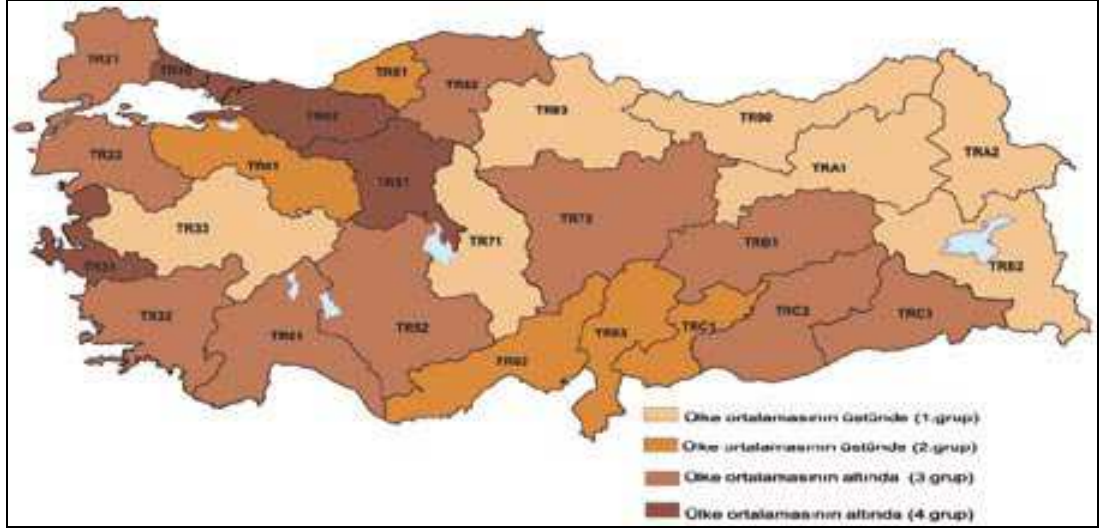 TR21
TR10
TR81
TR82
TR83
TR90
TRA2
TRA1
TR42
TR22
TR41
TR51
TR72
TR33
TR71
TRB1
TRB2
TR31
TR32
TR61
TR52
TR62
TR63
TRC1
TRC2
TRC3
Ülke ortalamasının üstünde (1.grup)
Ülke ortalamasının üstünde (2.grup)
Ülke ortalamasının altında (3.grup)
Ülke ortalamasının altında (4.grup)